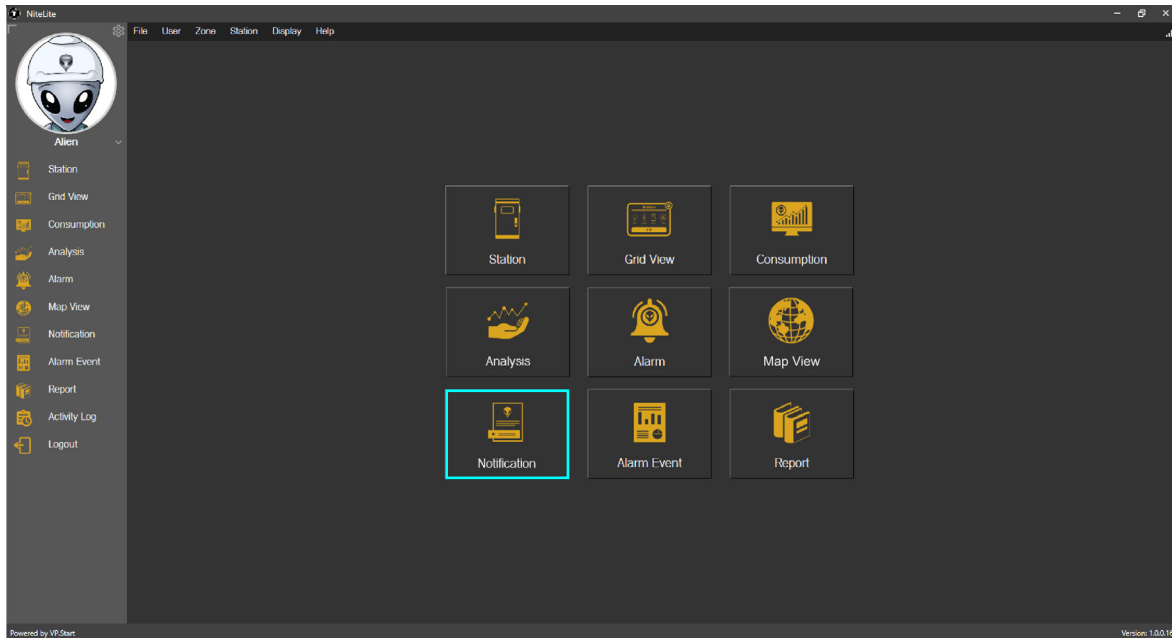 NiteLite
File User Zone Station Display Help
Alien
Station
Grid View
Consumption
Analysis
Alarm
Map View
Notification
Alarm Event
Report
Activity Log
Logout
Station Grid View Consumption
Analysis Alarm Map View
Notification Alarm Event Report
Powered by VP.Start Version: 1.0.0.16